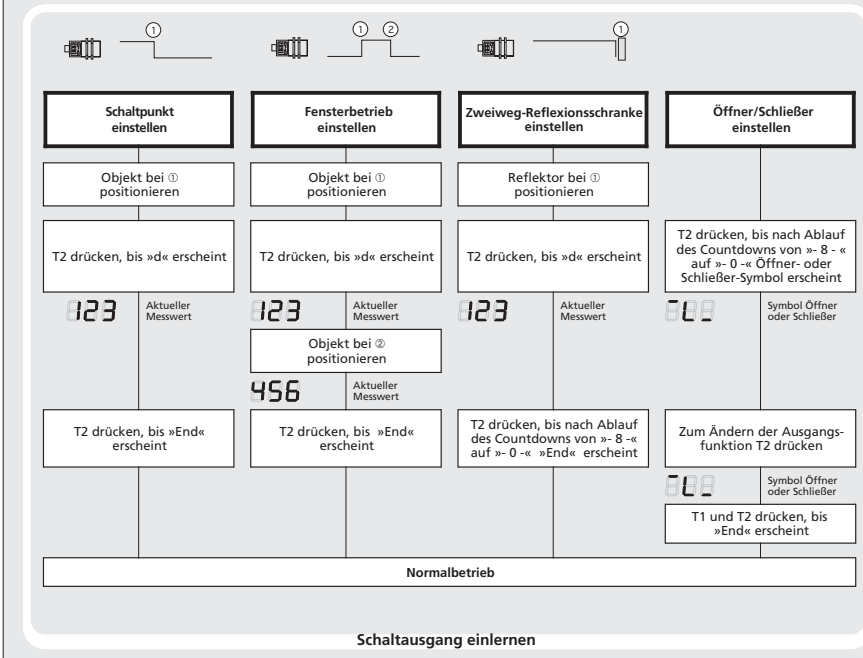 ①
① ②
①
Schaltpunkt
einstellen
Objekt bei ①
positionieren
T2 drücken, bis »d« erscheint
123
Aktueller
Messwert
T2 drücken, bis »End«
erscheint
Fensterbetrieb
einstellen
Objekt bei ①
positionieren
T2 drücken, bis »d« erscheint
123
Aktueller
Messwert
Objekt bei ②
positionieren
456
Aktueller
Messwert
T2 drücken, bis »End«
erscheint
Zweiweg-Reflexionsschranke
einstellen
Reflektor bei ①
positionieren
T2 drücken, bis »d« erscheint
123
Aktueller
Messwert
T2 drücken, bis nach Ablauf
des Countdowns von »- 8 -«
auf »- 0 -« »End« erscheint
Öffner/Schließer
einstellen
T2 drücken, bis nach Ablauf
des Countdowns von »- 8 - «
auf »- 0 -« Öffner- oder
Schließer-Symbol erscheint
Symbol Öffner
oder Schließer
Zum Ändern der Ausgangs-
funktion T2 drücken
Symbol Öffner
oder Schließer
T1 und T2 drücken, bis
»End« erscheint
Normalbetrieb
Schaltausgang einlernen